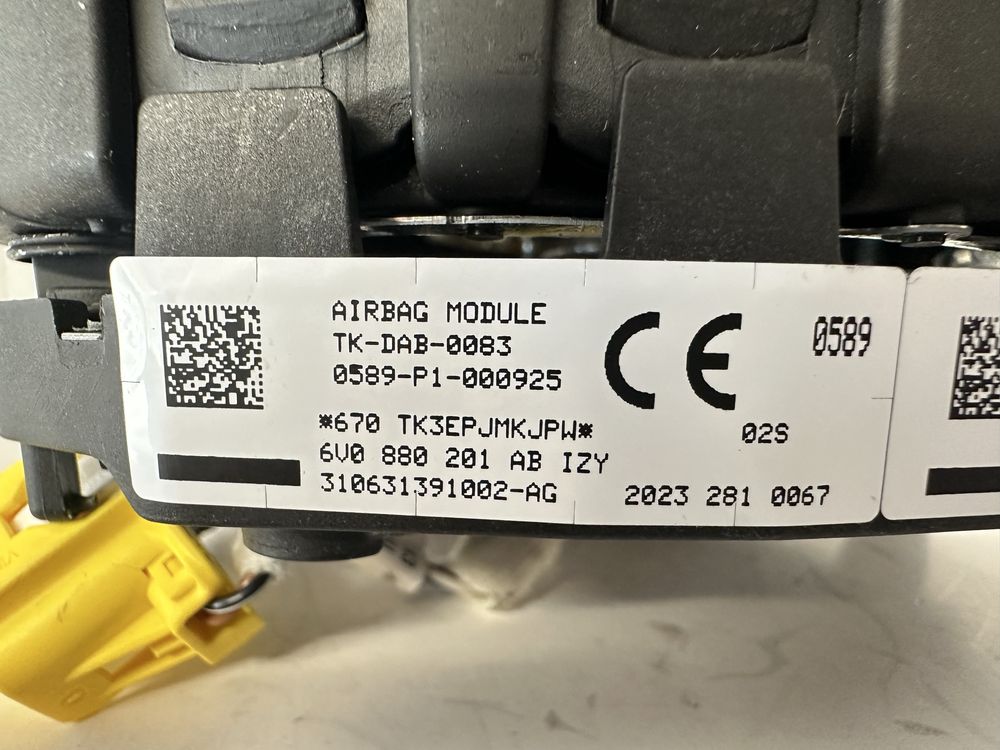 AIRBAG MODULE
TK-DAB-0083
0589-P1-000925
CE
0589
*670 TK3EPJMKJPW*
02S
6V0 880 201 AB IZY
310631391002-AG
2023 281 0067